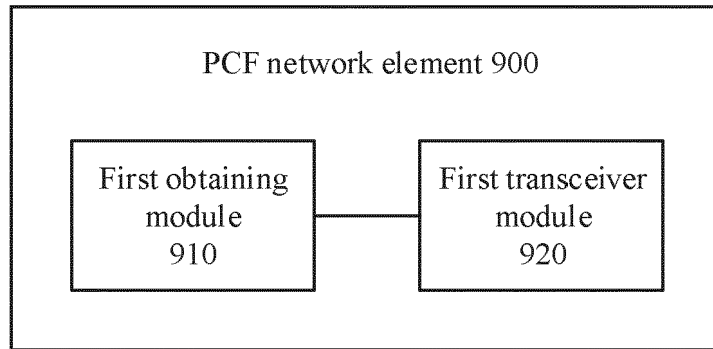 PCF network element 900
First obtaining
module
910
First transceiver
module
920